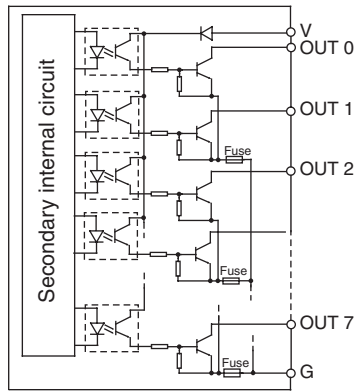 Secondary internal circuit
V
OUT 0
OUT 1
Fuse
OUT 2
Fuse
OUT 7
Fuse
G